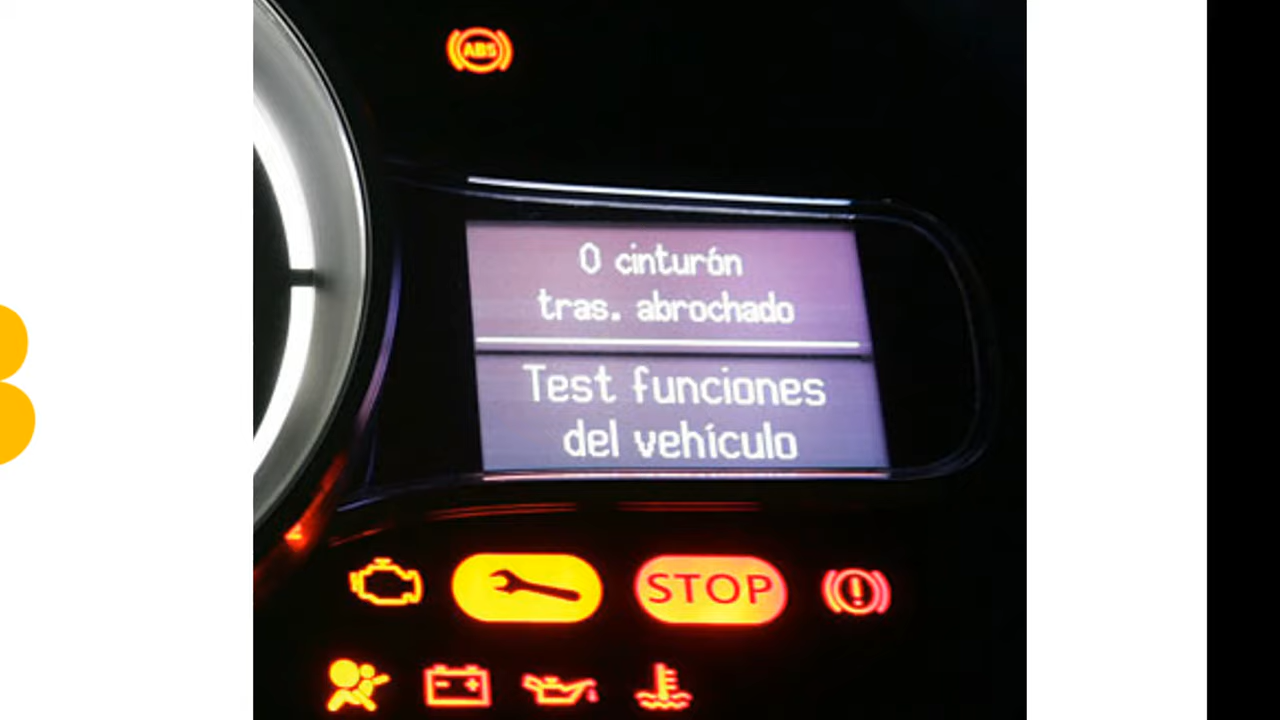 ABS
0 cinturón
tras. abrochado
Test funciones
del vehículo
STOP